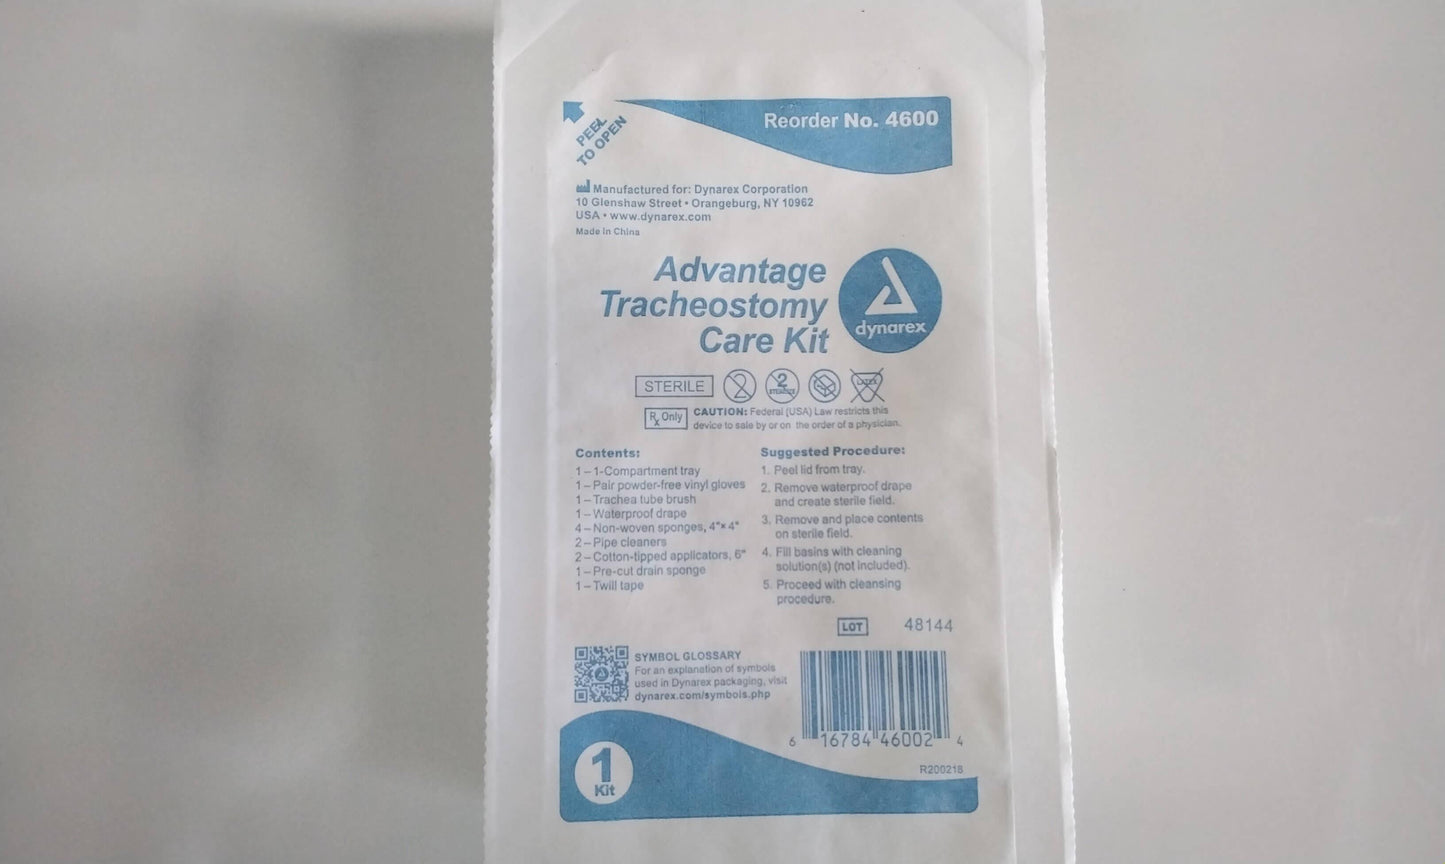 PEEL
TO OPEN
Reorder No. 4600
Manufactured for: Dynarex Corporation
10 Glenshaw Street • Orangeburg, NY 10962
USA • www.dynarex.com
Made in China
Advantage
Tracheostomy
Care Kit
dynarex
STERILE
2
2
STERILIZE
LATEX
Rx Only
CAUTION: Federal (USA) Law restricts this
device to sale by or on the order of a physician.
Contents:
1 – 1-Compartment tray
1 – Pair powder-free vinyl gloves
1 – Trachea tube brush
1 – Waterproof drape
4 – Non-woven sponges, 4"x 4"
2 – Pipe cleaners
2 – Cotton-tipped applicators, 6"
1 – Pre-cut drain sponge
1 – Twill tape
Suggested Procedure:
1. Peel lid from tray.
2. Remove waterproof drape
and create sterile field.
3. Remove and place contents
on sterile field.
4. Fill basins with cleaning
solution(s) (not included).
5. Proceed with cleansing
procedure.
LOT 48144
SYMBOL GLOSSARY
For an explanation of symbols
used in Dynarex packaging, visit
dynarex.com/symbols.php
6 16784 46002 4
R200218
1
Kit